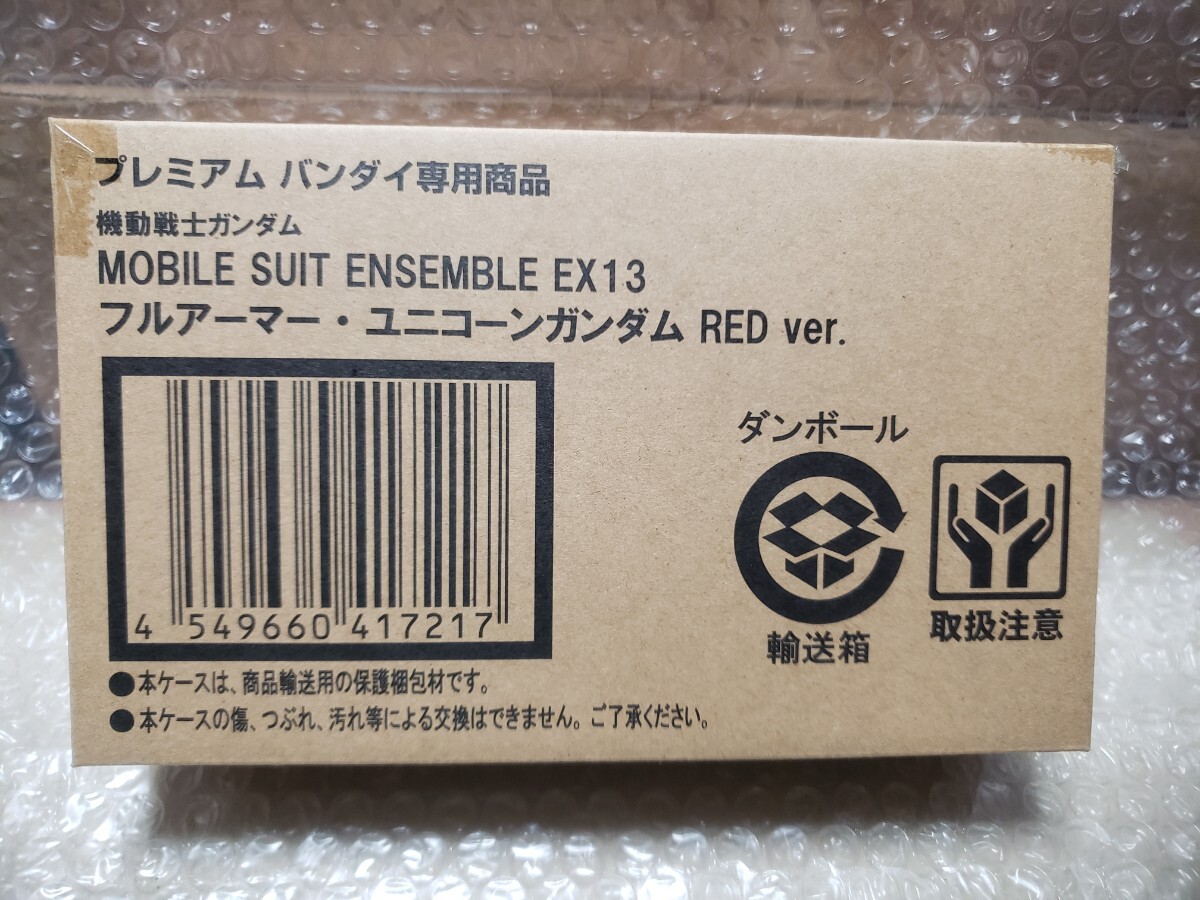 プレミアム バンダイ専用商品
機動戦士ガンダム
MOBILE SUIT ENSEMBLE EX13
フルアーマー・ユニコーンガンダム RED ver.
4 549660 417217
ダンボール
輸送箱
取扱注意
●本ケースは、商品輸送用の保護梱包材です。
●本ケースの傷、つぶれ、汚れ等による交換はできません。ご了承ください。